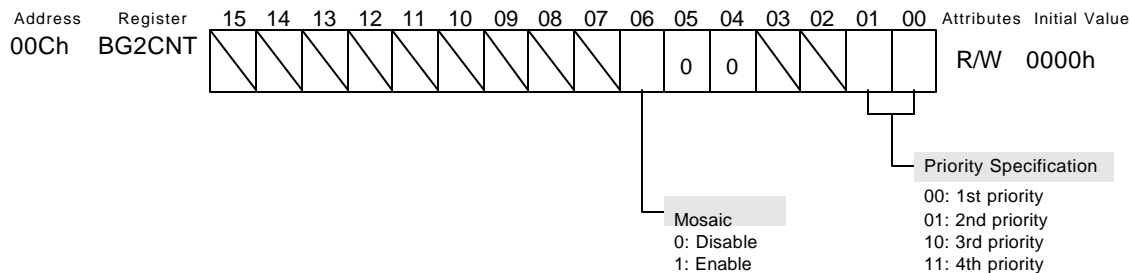 Address Register 15 14 13 12 11 10 09 08 07 06 05 04 03 02 01 00 Attributes Initial Value
00Ch BG2CNT 0 0 R/W 0000h
Priority Specification
00: 1st priority
01: 2nd priority
10: 3rd priority
11: 4th priority
Mosaic
0: Disable
1: Enable